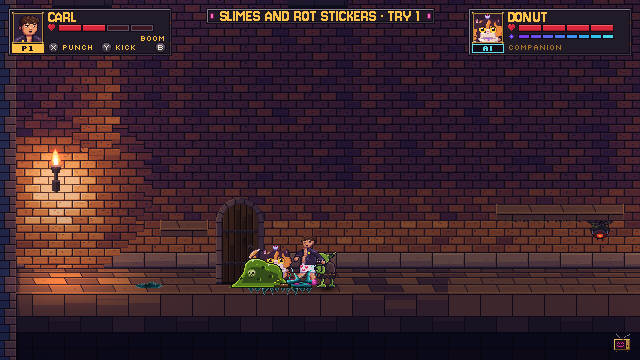 CARL
SLIMES AND ROT STICKERS · TRY 1
DONUT
BOOM
P1 X PUNCH Y KICK B
AI COMPANION